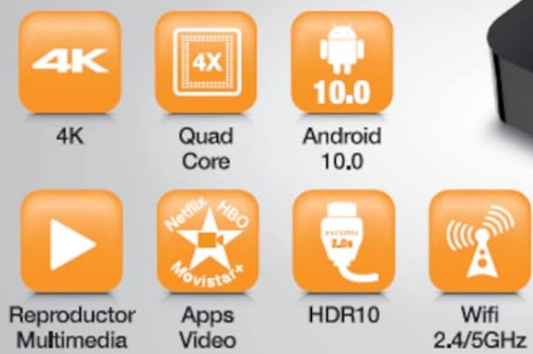 4K
4X
10.0
4K
Quad
Core
Android
10.0
Netflix HBO
Movistar+
HDMI
2.0a
Reproductor
Multimedia
Apps
Video
HDR10
Wifi
2.4/5GHz